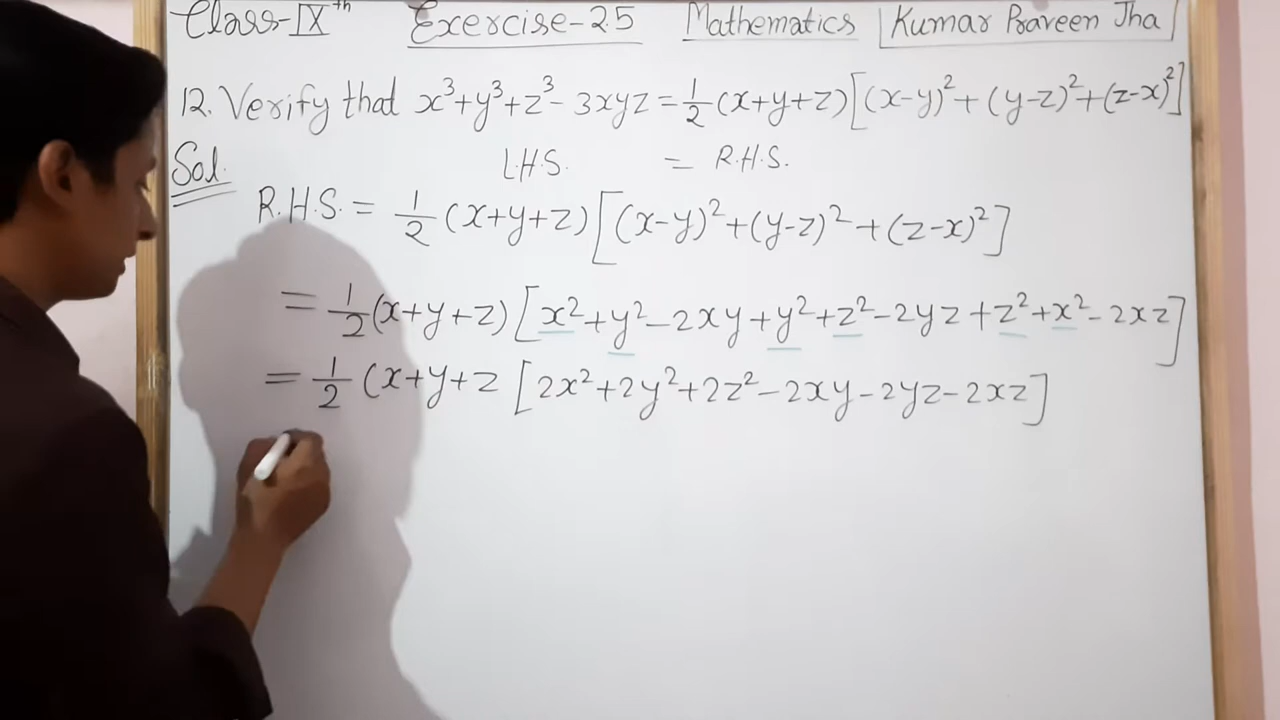 Class-IXth Exercise-2.5 Mathematics Kumar Praveen Jha
12. Verify that x³+y³+z³-3xyz=½(x+y+z)[(x-y)²+(y-z)²+(z-x)²]
Sol. L.H.S. = R.H.S.
R.H.S. = ½(x+y+z)[(x-y)²+(y-z)²+(z-x)²]
= ½(x+y+z)[x²+y²-2xy+y²+z²-2yz+z²+x²-2xz]
= ½(x+y+z [2x²+2y²+2z²-2xy-2yz-2xz]